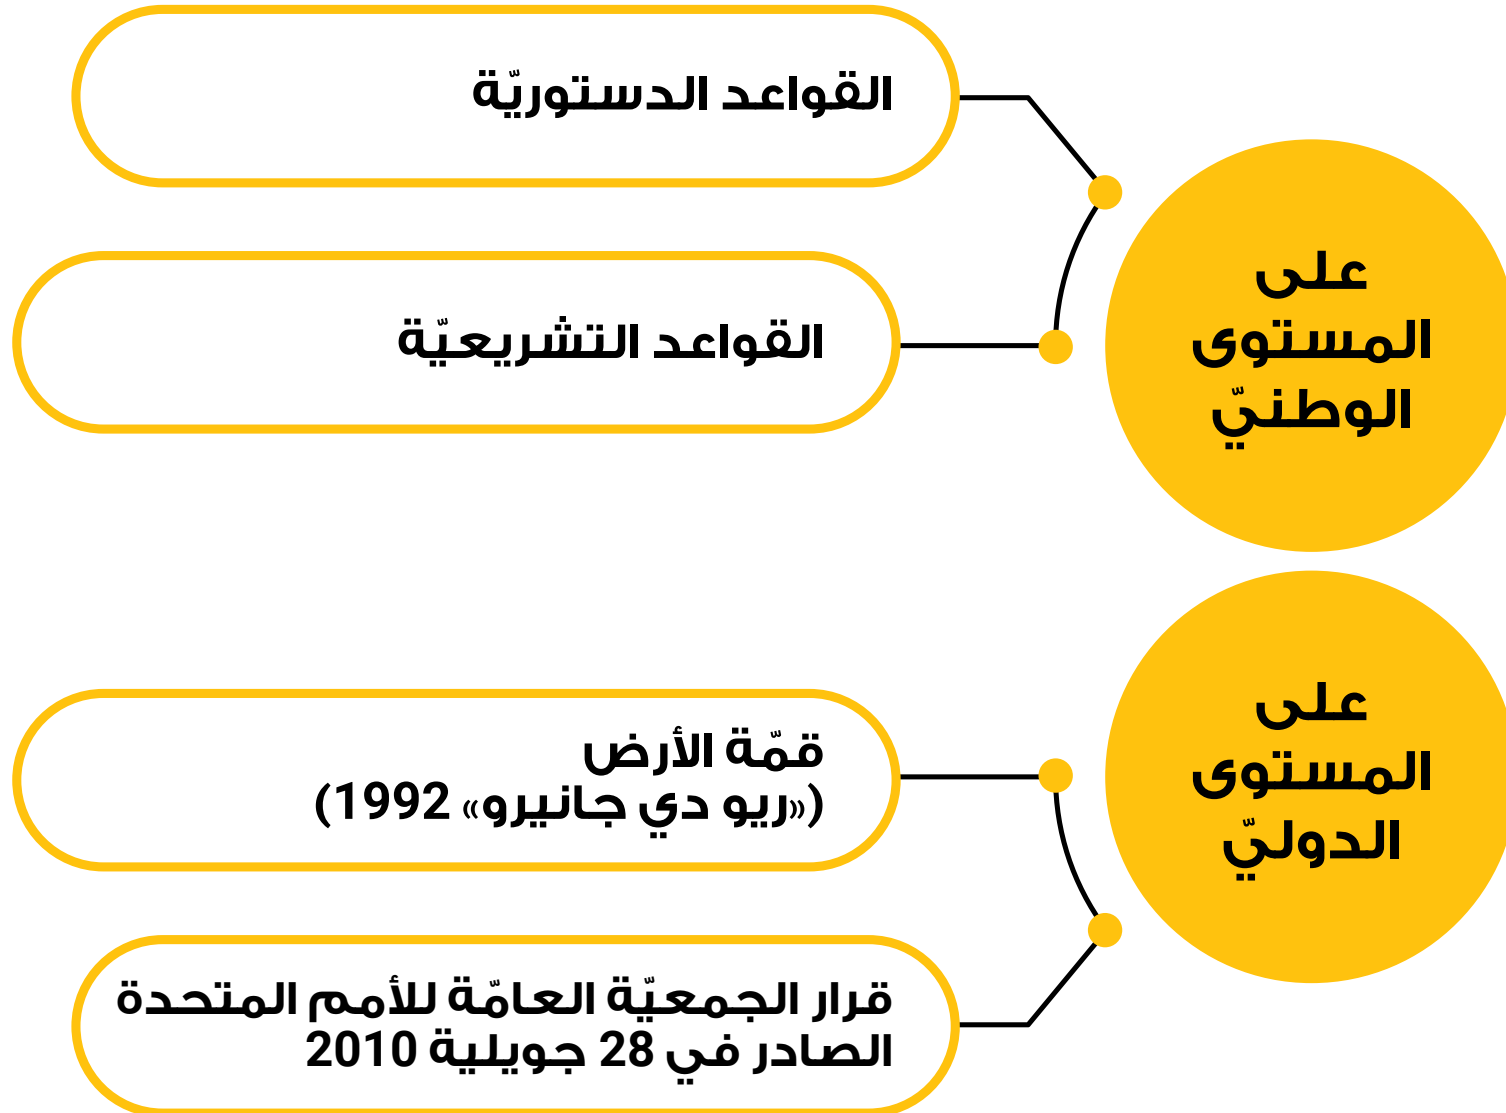 على
المستوى
الوطنيّ
القواعد الدستوريّة
القواعد التشريعيّة
على
المستوى
الدوليّ
قمّة الأرض
(«ريو دي جانيرو» 1992)
قرار الجمعيّة العامّة للأمم المتحدة
الصادر في 28 جويلية 2010